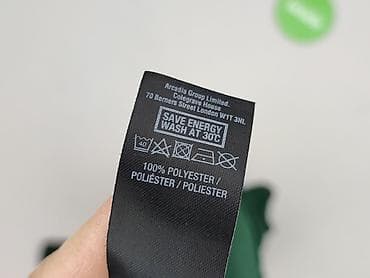 Arcadia Group Limited.
Colegrave House
70 Berners Street London W1T 3NL
SAVE ENERGY
WASH AT 30°C
40
100% POLYESTER /
POLIÉSTER / POLIESTER